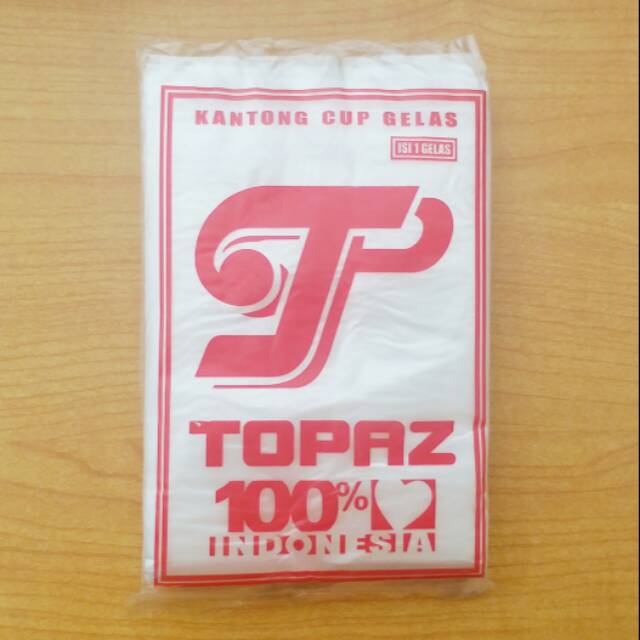 KANTONG CUP GELAS
ISI 1 GELAS
TOPAZ
100%
INDONESIA